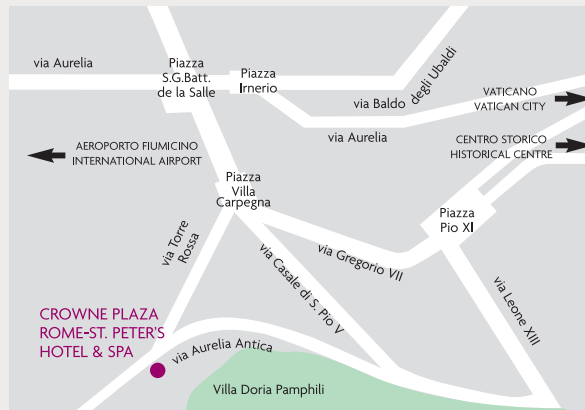 via Aurelia
Piazza
S.G.Batt.
de la Salle
Piazza
Irnerio
via Baldo degli Ubaldi
VATICANO
VATICAN CITY
via Aurelia
AEROPORTO FIUMICINO
INTERNATIONAL AIRPORT
CENTRO STORICO
HISTORICAL CENTRE
Piazza
Villa
Carpegna
Piazza
Pio XI
via Torre
Rossa
via Gregorio VII
via Casale di S. Pio V
via Leone XIII
CROWNE PLAZA
ROME-ST. PETER'S
HOTEL & SPA
via Aurelia Antica
Villa Doria Pamphili